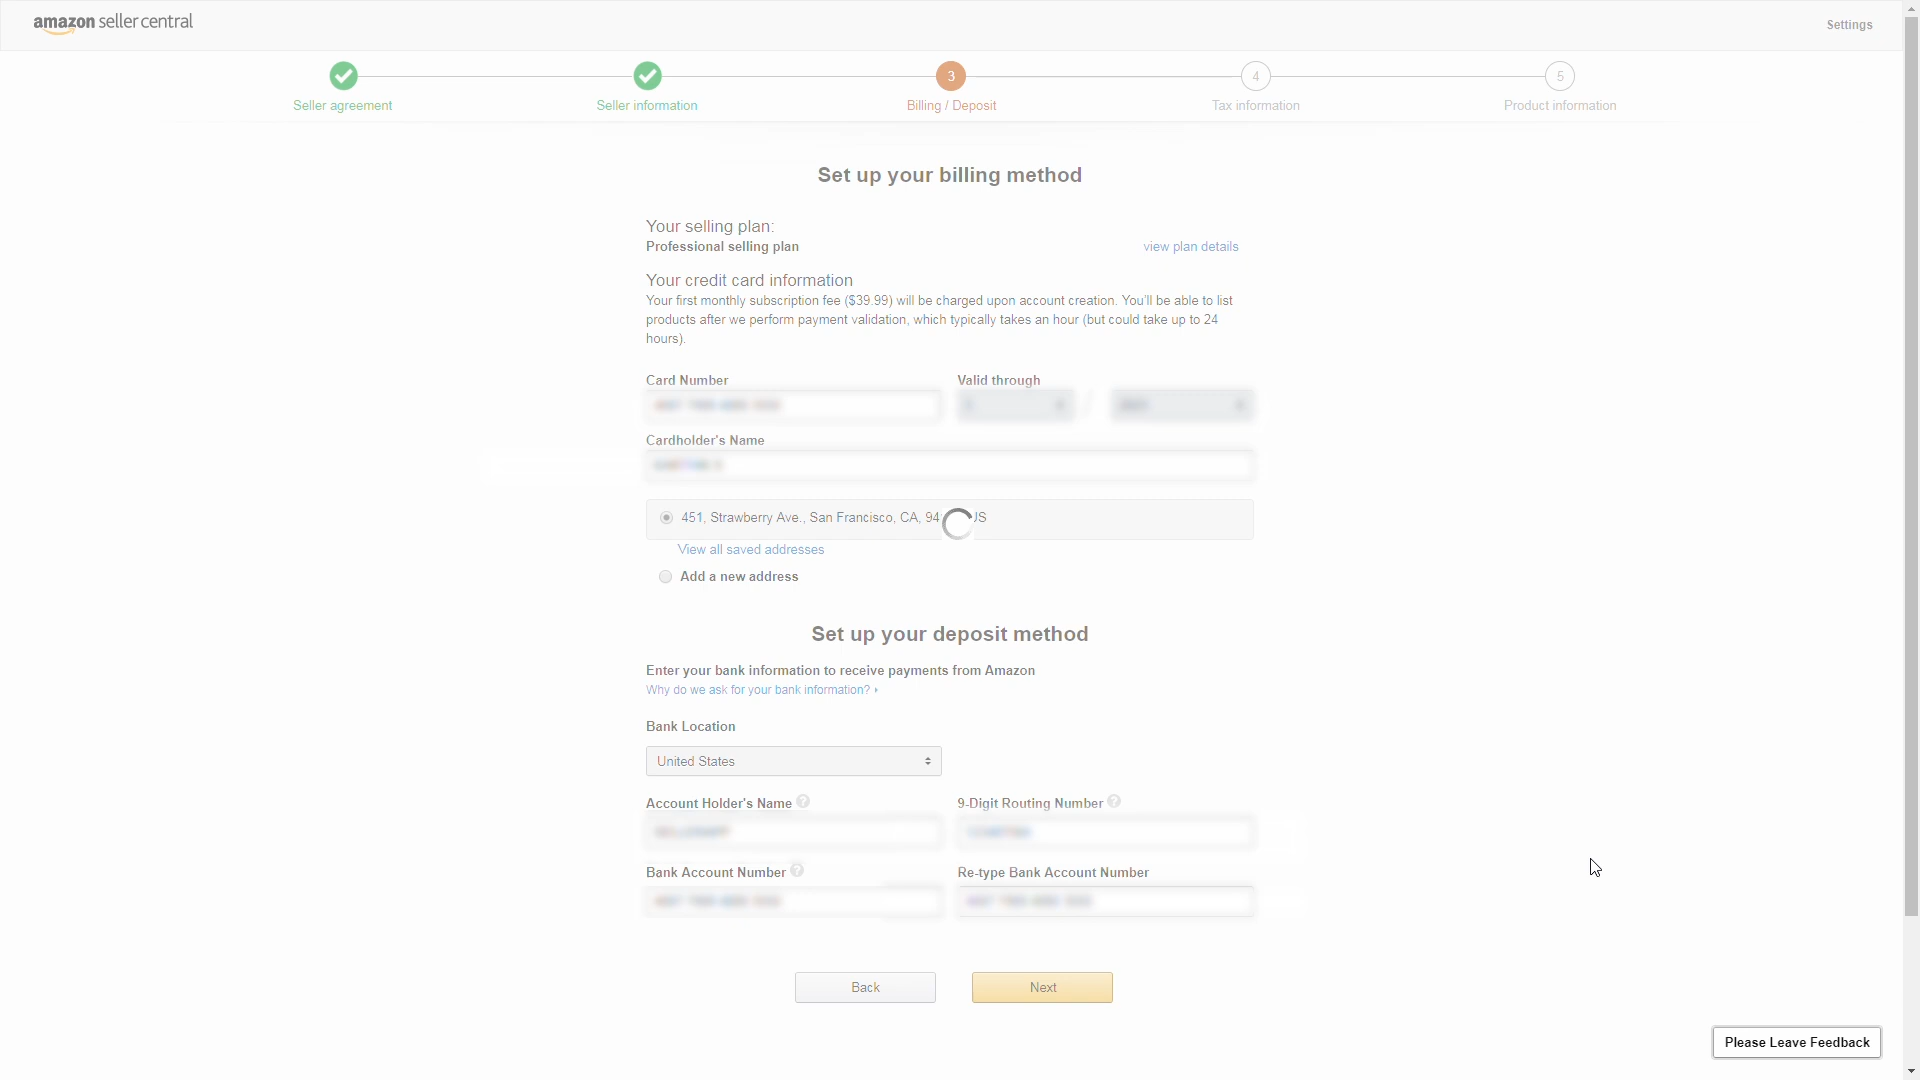 amazon seller central
Settings
3
4
5
Seller agreement
Seller information
Billing / Deposit
Tax information
Product information
Set up your billing method
Your selling plan:
Professional selling plan
view plan details
Your credit card information
Your first monthly subscription fee ($39.99) will be charged upon account creation. You'll be able to list
products after we perform payment validation, which typically takes an hour (but could take up to 24
hours).
Card Number
Valid through
/
Cardholder's Name
451, Strawberry Ave., San Francisco, CA,
View all saved addresses
Add a new address
Set up your deposit method
Enter your bank information to receive payments from Amazon
Why do we ask for your bank information?
Bank Location
United States
Account Holder's Name ?
9-Digit Routing Number ?
Bank Account Number ?
Re-type Bank Account Number
Back
Next
Please Leave Feedback